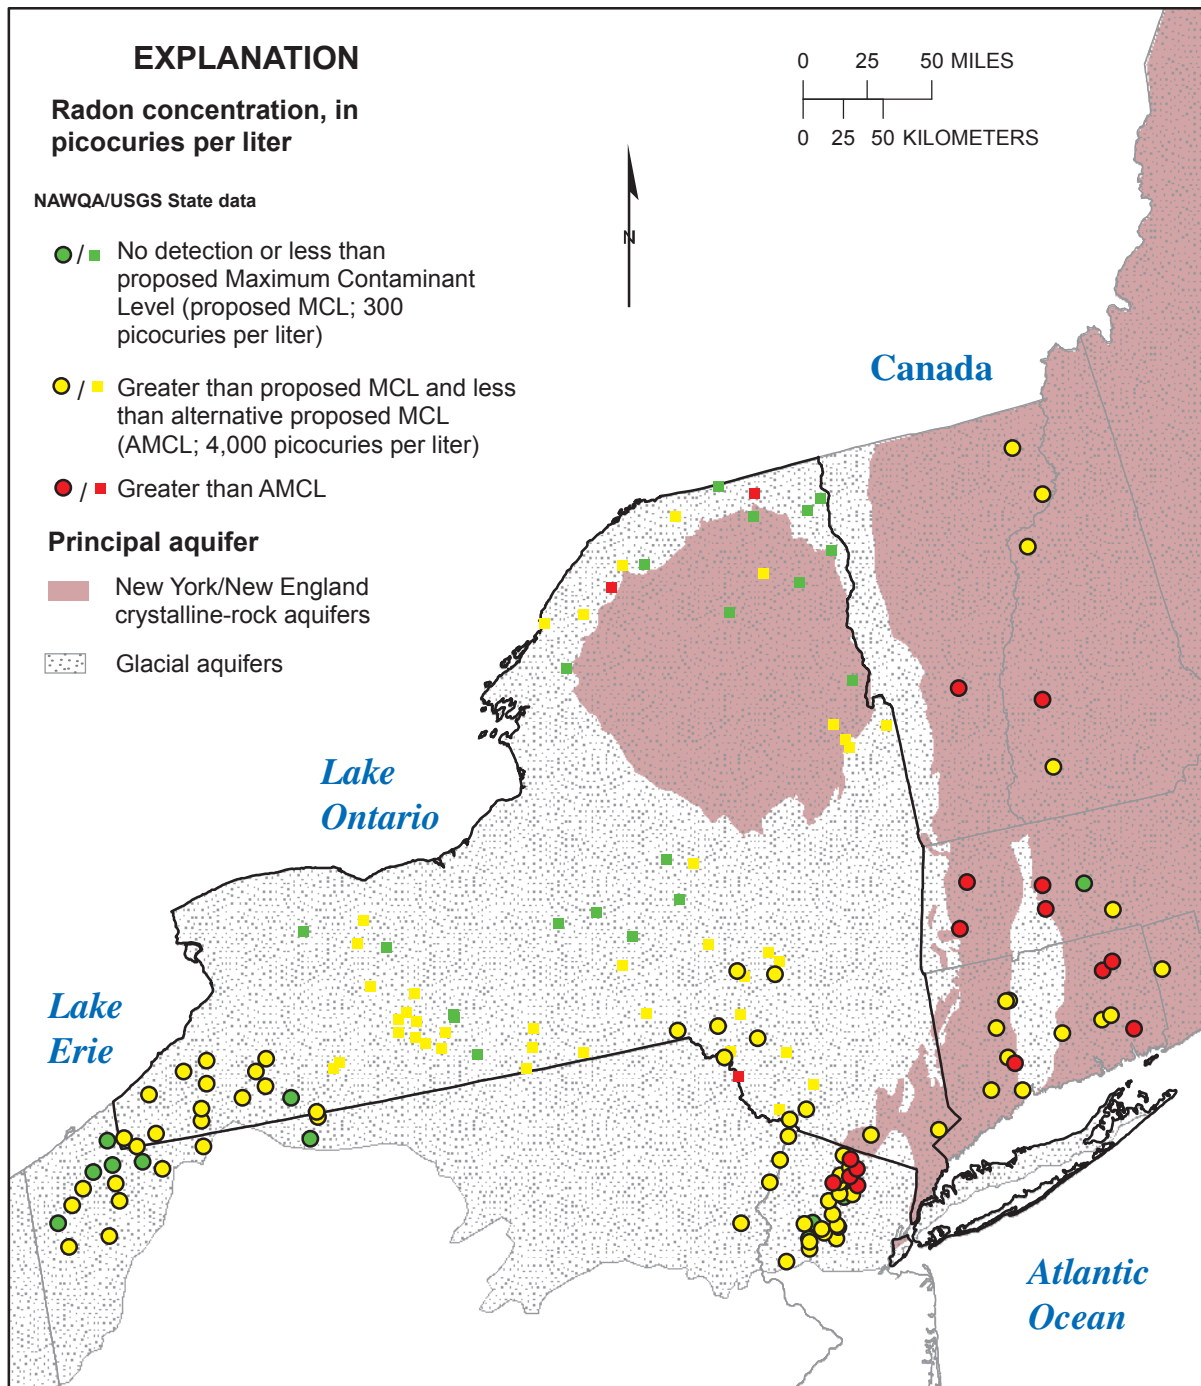 EXPLANATION
Radon concentration, in
picocuries per liter
NAWQA/USGS State data
/ No detection or less than
proposed Maximum Contaminant
Level (proposed MCL; 300
picocuries per liter)
/ Greater than proposed MCL and less
than alternative proposed MCL
(AMCL; 4,000 picocuries per liter)
/ Greater than AMCL
Principal aquifer
New York/New England
crystalline-rock aquifers
Glacial aquifers
0 25 50 MILES
0 25 50 KILOMETERS
N
Canada
Lake
Ontario
Lake
Erie
Atlantic
Ocean